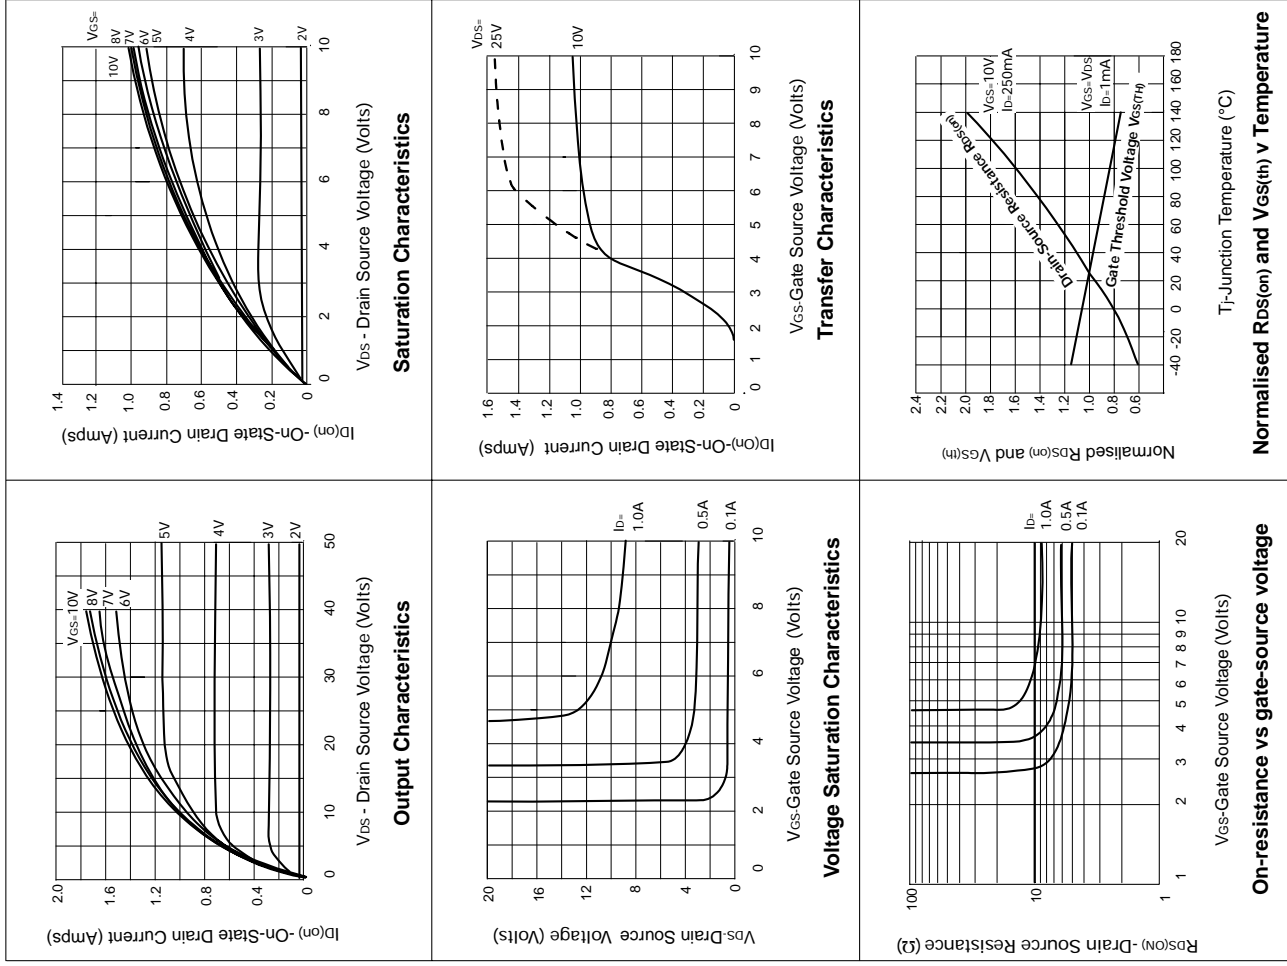 ID(on) -On-State Drain Current (Amps)
2.0
1.6
1.2
0.8
0.4
0
VGS=10V
8V
7V
6V
5V
4V
3V
2V
0 10 20 30 40 50
VDS - Drain Source Voltage (Volts)
Output Characteristics
ID(on) -On-State Drain Current (Amps)
1.4
1.2
1.0
0.8
0.6
0.4
0.2
0
VGS=
10V
8V
7V
6V
5V
4V
3V
2V
0 2 4 6 8 10
VDS - Drain Source Voltage (Volts)
Saturation Characteristics
VDS-Drain Source Voltage (Volts)
20
16
12
8
4
0
ID=
1.0A
0.5A
0.1A
0 2 4 6 8 10
VGS-Gate Source Voltage (Volts)
Voltage Saturation Characteristics
ID(on)-On-State Drain Current (Amps)
1.6
1.4
1.2
1.0
0.8
0.6
0.4
0.2
0
VDS=
25V
10V
0 1 2 3 4 5 6 7 8 9 10
VGS-Gate Source Voltage (Volts)
Transfer Characteristics
RDS(ON) -Drain Source Resistance (Ω)
100
10
1
ID=
1.0A
0.5A
0.1A
1 2 3 4 5 6 7 8 9 10 20
VGS-Gate Source Voltage (Volts)
On-resistance vs gate-source voltage
Normalised RDS(on) and VGS(th)
2.4
2.0
1.8
1.6
1.4
1.2
1.0
0.8
0.6
Drain-Source Resistance RDS(on)
VGS=10V
ID=250mA
Gate Threshold Voltage VGS(TH)
VGS=VDS
ID=1mA
-40 -20 0 20 40 60 80 100 120 140 160 180
Tj-Junction Temperature (°C)
Normalised RDS(on) and VGS(th) v Temperature